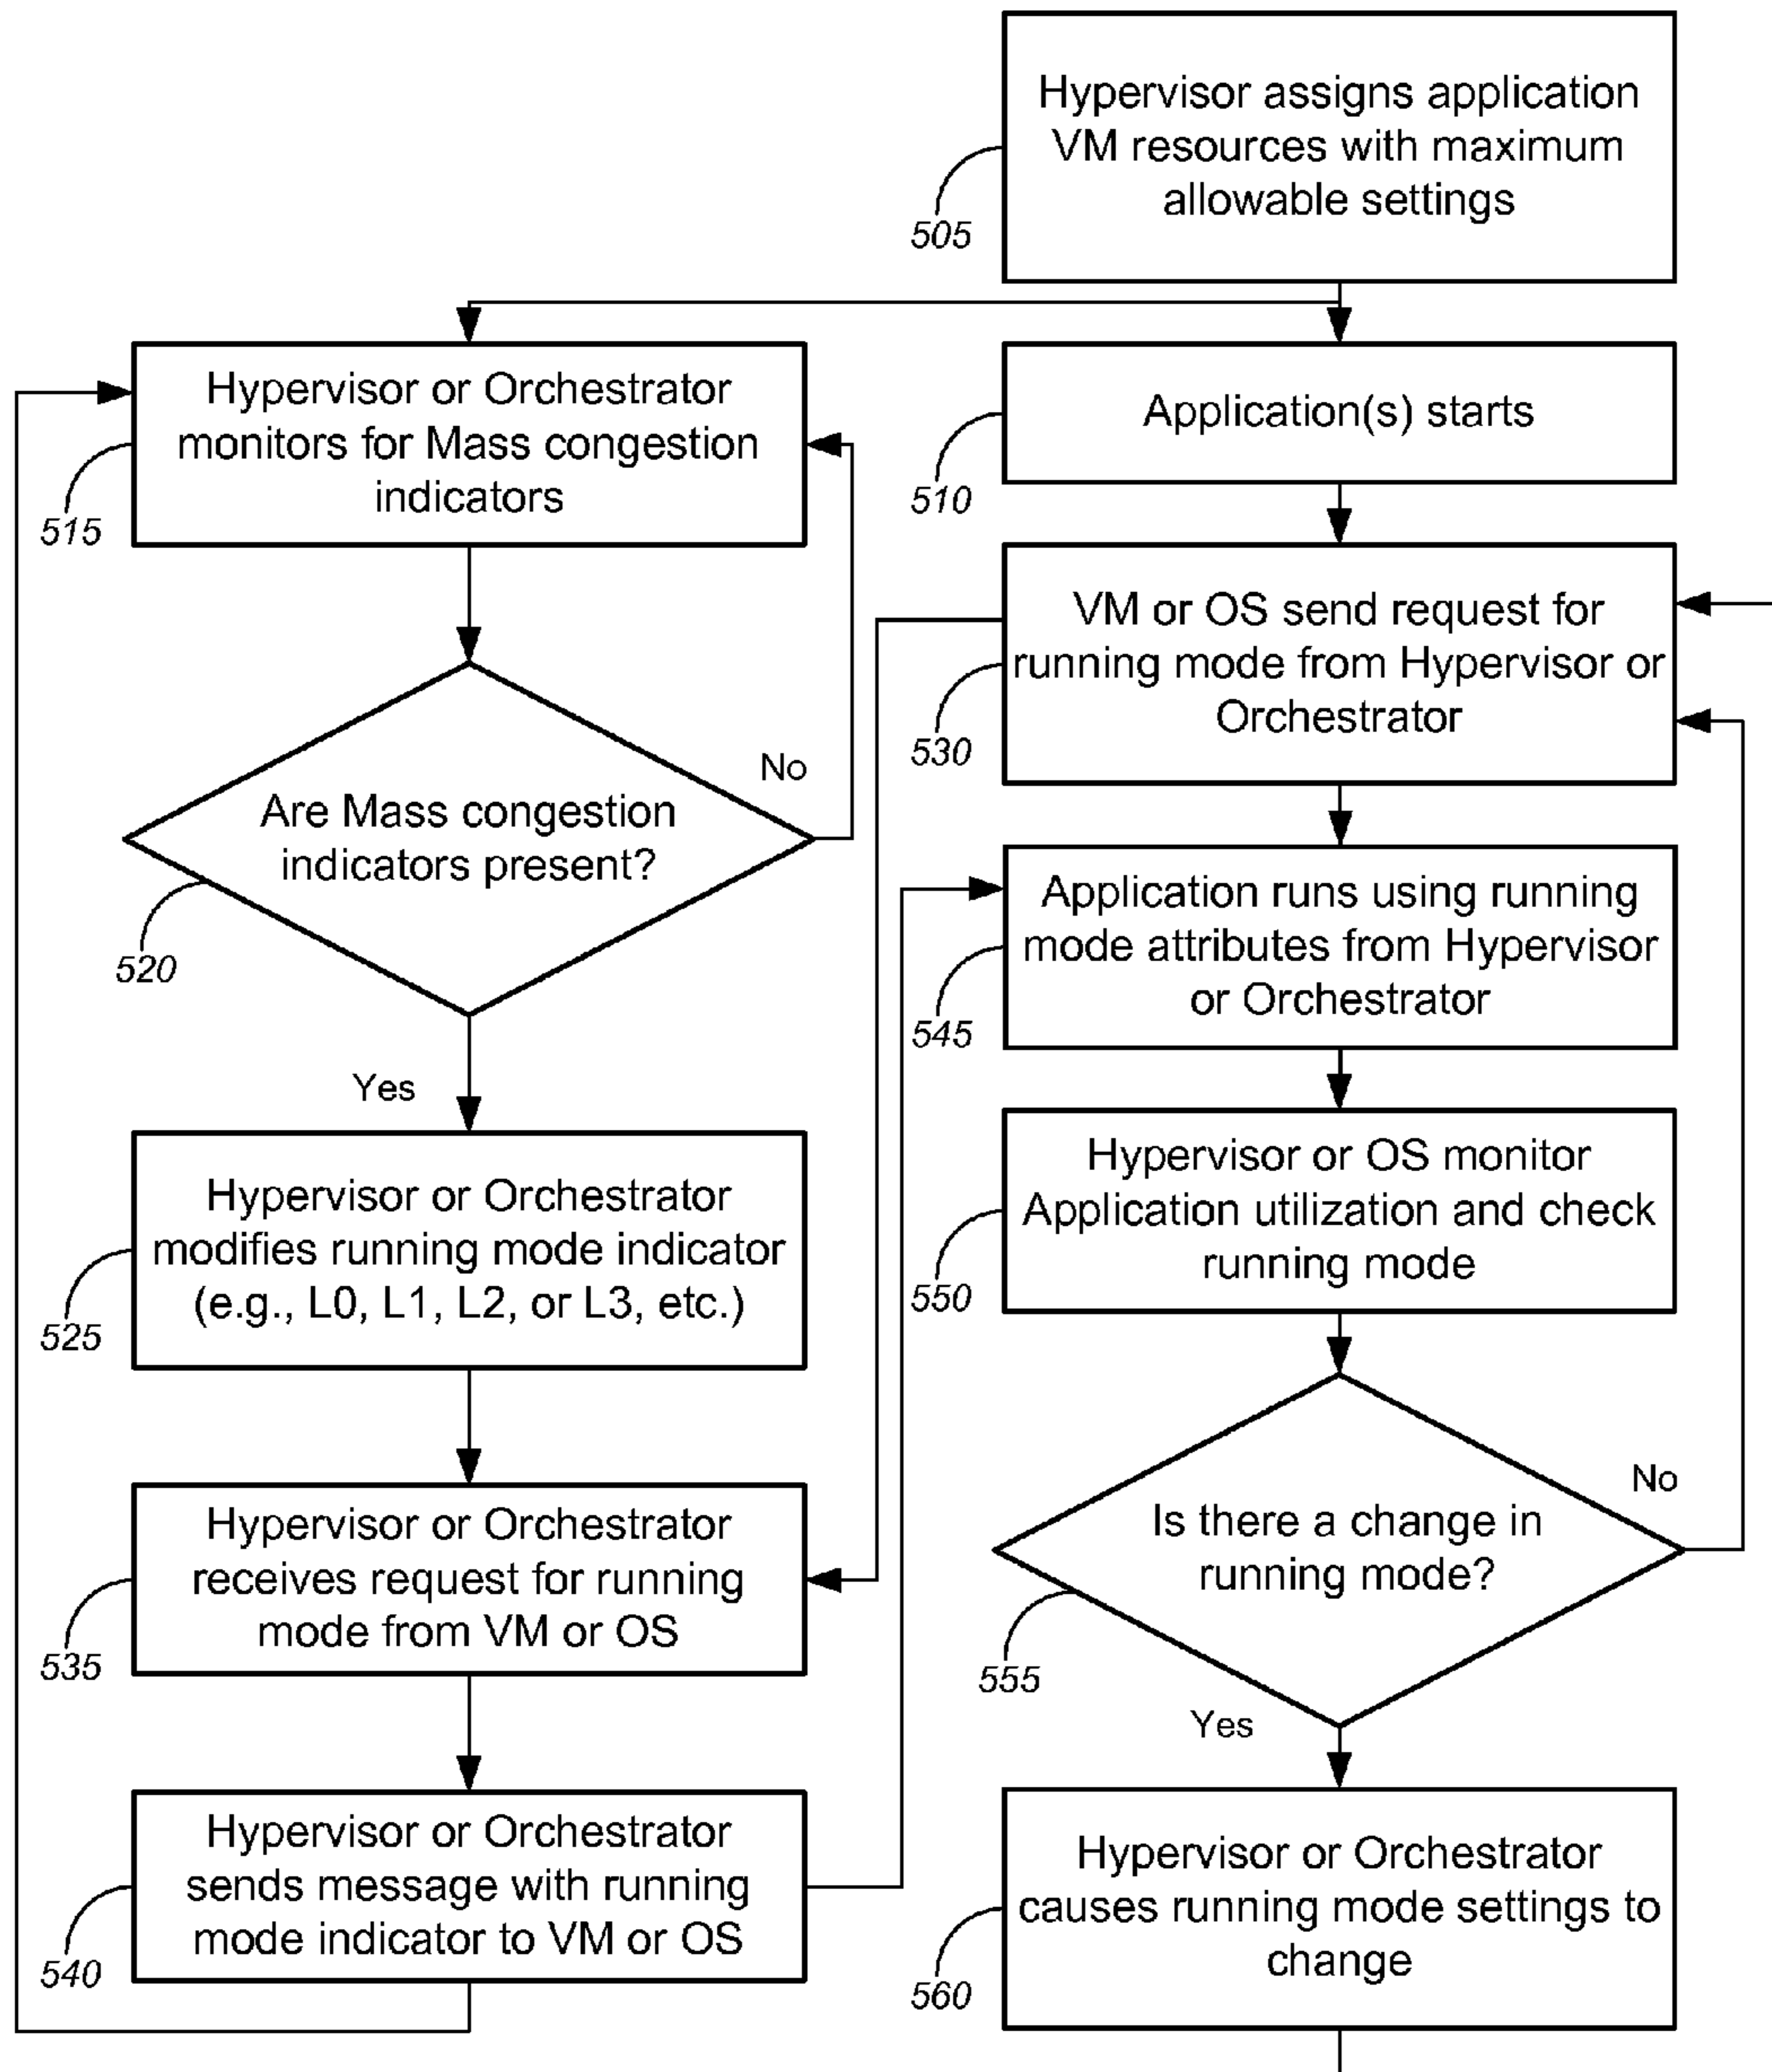 Hypervisor assigns application
VM resources with maximum
allowable settings
505
Hypervisor or Orchestrator
monitors for Mass congestion
indicators
515
Application(s) starts
510
VM or OS send request for
running mode from Hypervisor or
Orchestrator
530
No
Are Mass congestion
indicators present?
520
Application runs using running
mode attributes from Hypervisor
or Orchestrator
545
Yes
Hypervisor or Orchestrator
modifies running mode indicator
(e.g., L0, L1, L2, or L3, etc.)
525
Hypervisor or OS monitor
Application utilization and check
running mode
550
Hypervisor or Orchestrator
receives request for running
mode from VM or OS
535
No
Is there a change in
running mode?
555
Yes
Hypervisor or Orchestrator
sends message with running
mode indicator to VM or OS
540
Hypervisor or Orchestrator
causes running mode settings to
change
560